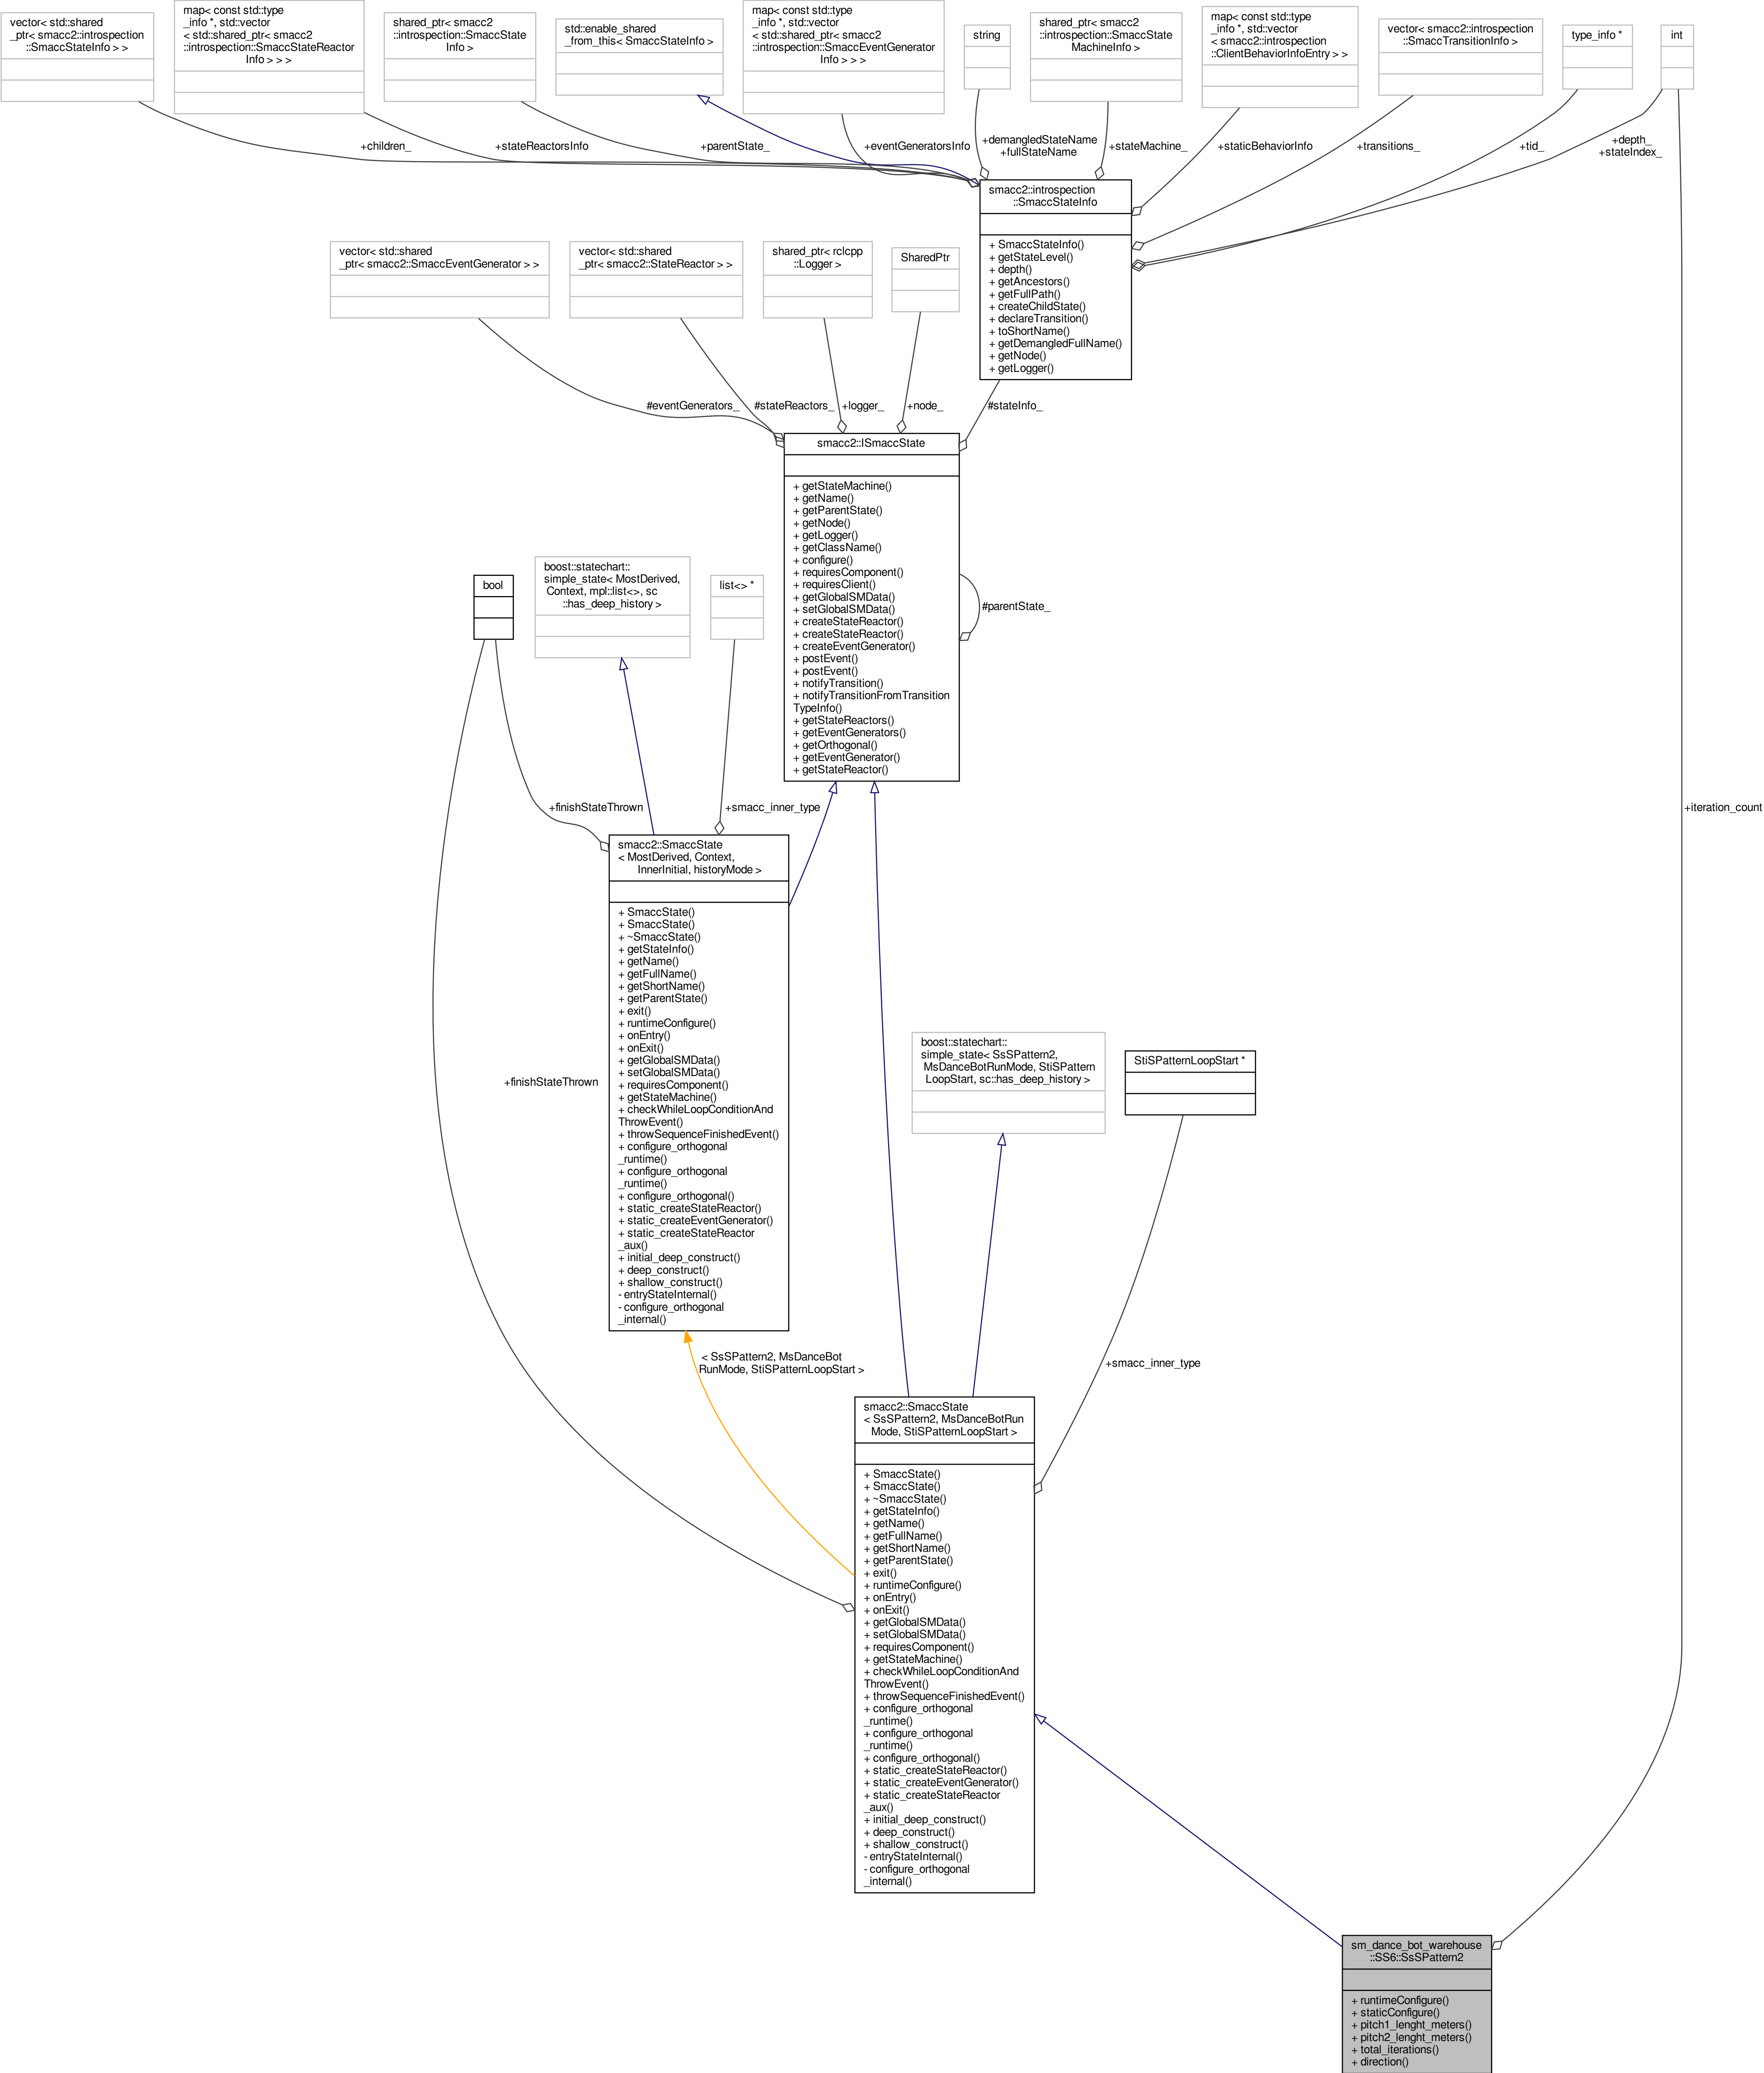 vector< std::shared
_ptr< smacc2::introspection
::SmaccStateInfo > >
map< const std::type
_info *, std::vector
< std::shared_ptr< smacc2
::introspection::SmaccStateReactor
Info > > >
shared_ptr< smacc2
::introspection::SmaccState
Info >
std::enable_shared
_from_this< SmaccStateInfo >
map< const std::type
_info *, std::vector
< std::shared_ptr< smacc2
::introspection::SmaccEventGenerator
Info > > >
string
shared_ptr< smacc2
::introspection::SmaccState
MachineInfo >
map< const std::type
_info *, std::vector
< smacc2::introspection
::ClientBehaviorInfoEntry > >
vector< smacc2::introspection
::SmaccTransitionInfo >
type_info *
int
+children_
+stateReactorsInfo
+parentState_
+eventGeneratorsInfo
+demangledStateName
+fullStateName
+stateMachine_
+staticBehaviorInfo
+transitions_
+tid_
+depth_
+stateIndex_
smacc2::introspection
::SmaccStateInfo
+ SmaccStateInfo()
+ getStateLevel()
+ depth()
+ getAncestors()
+ getFullPath()
+ createChildState()
+ declareTransition()
+ toShortName()
+ getDemangledFullName()
+ getNode()
+ getLogger()
vector< std::shared
_ptr< smacc2::SmaccEventGenerator > >
vector< std::shared
_ptr< smacc2::StateReactor > >
shared_ptr< rclcpp
::Logger >
SharedPtr
#eventGenerators_
#stateReactors_
+logger_
+node_
#stateInfo_
smacc2::ISmaccState
+ getStateMachine()
+ getName()
+ getParentState()
+ getNode()
+ getLogger()
+ getClassName()
+ configure()
+ requiresComponent()
+ requiresClient()
+ getGlobalSMData()
+ setGlobalSMData()
+ createStateReactor()
+ createStateReactor()
+ createEventGenerator()
+ postEvent()
+ postEvent()
+ notifyTransition()
+ notifyTransitionFromTransition
TypeInfo()
+ getStateReactors()
+ getEventGenerators()
+ getOrthogonal()
+ getEventGenerator()
+ getStateReactor()
#parentState_
bool
boost::statechart::
simple_state< MostDerived,
Context, mpl::list<>, sc
::has_deep_history >
list<> *
+finishStateThrown
+smacc_inner_type
+iteration_count
smacc2::SmaccState
< MostDerived, Context,
InnerInitial, historyMode >
+ SmaccState()
+ SmaccState()
+ ~SmaccState()
+ getStateInfo()
+ getName()
+ getFullName()
+ getShortName()
+ getParentState()
+ exit()
+ runtimeConfigure()
+ onEntry()
+ onExit()
+ getGlobalSMData()
+ setGlobalSMData()
+ requiresComponent()
+ getStateMachine()
+ checkWhileLoopConditionAnd
ThrowEvent()
+ throwSequenceFinishedEvent()
+ configure_orthogonal
_runtime()
+ configure_orthogonal
_runtime()
+ configure_orthogonal()
+ static_createStateReactor()
+ static_createEventGenerator()
+ static_createStateReactor
_aux()
+ initial_deep_construct()
+ deep_construct()
+ shallow_construct()
- entryStateInternal()
- configure_orthogonal
_internal()
+finishStateThrown
boost::statechart::
simple_state< SsSPattern2,
MsDanceBotRunMode, StiSPattern
LoopStart, sc::has_deep_history >
StiSPatternLoopStart *
< SsSPattern2, MsDanceBot
RunMode, StiSPatternLoopStart >
+smacc_inner_type
smacc2::SmaccState
< SsSPattern2, MsDanceBotRun
Mode, StiSPatternLoopStart >
+ SmaccState()
+ SmaccState()
+ ~SmaccState()
+ getStateInfo()
+ getName()
+ getFullName()
+ getShortName()
+ getParentState()
+ exit()
+ runtimeConfigure()
+ onEntry()
+ onExit()
+ getGlobalSMData()
+ setGlobalSMData()
+ requiresComponent()
+ getStateMachine()
+ checkWhileLoopConditionAnd
ThrowEvent()
+ throwSequenceFinishedEvent()
+ configure_orthogonal
_runtime()
+ configure_orthogonal
_runtime()
+ configure_orthogonal()
+ static_createStateReactor()
+ static_createEventGenerator()
+ static_createStateReactor
_aux()
+ initial_deep_construct()
+ deep_construct()
+ shallow_construct()
- entryStateInternal()
- configure_orthogonal
_internal()
sm_dance_bot_warehouse
::SS6::SsSPattern2
+ runtimeConfigure()
+ staticConfigure()
+ pitch1_lenght_meters()
+ pitch2_lenght_meters()
+ total_iterations()
+ direction()